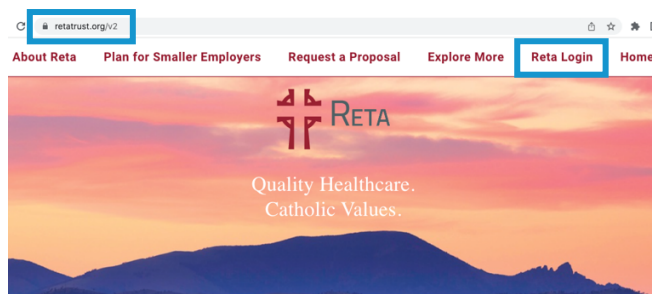 retatrust.org/v2
About Reta Plan for Smaller Employers Request a Proposal Explore More Reta Login Home
RETA
Quality Healthcare.
Catholic Values.